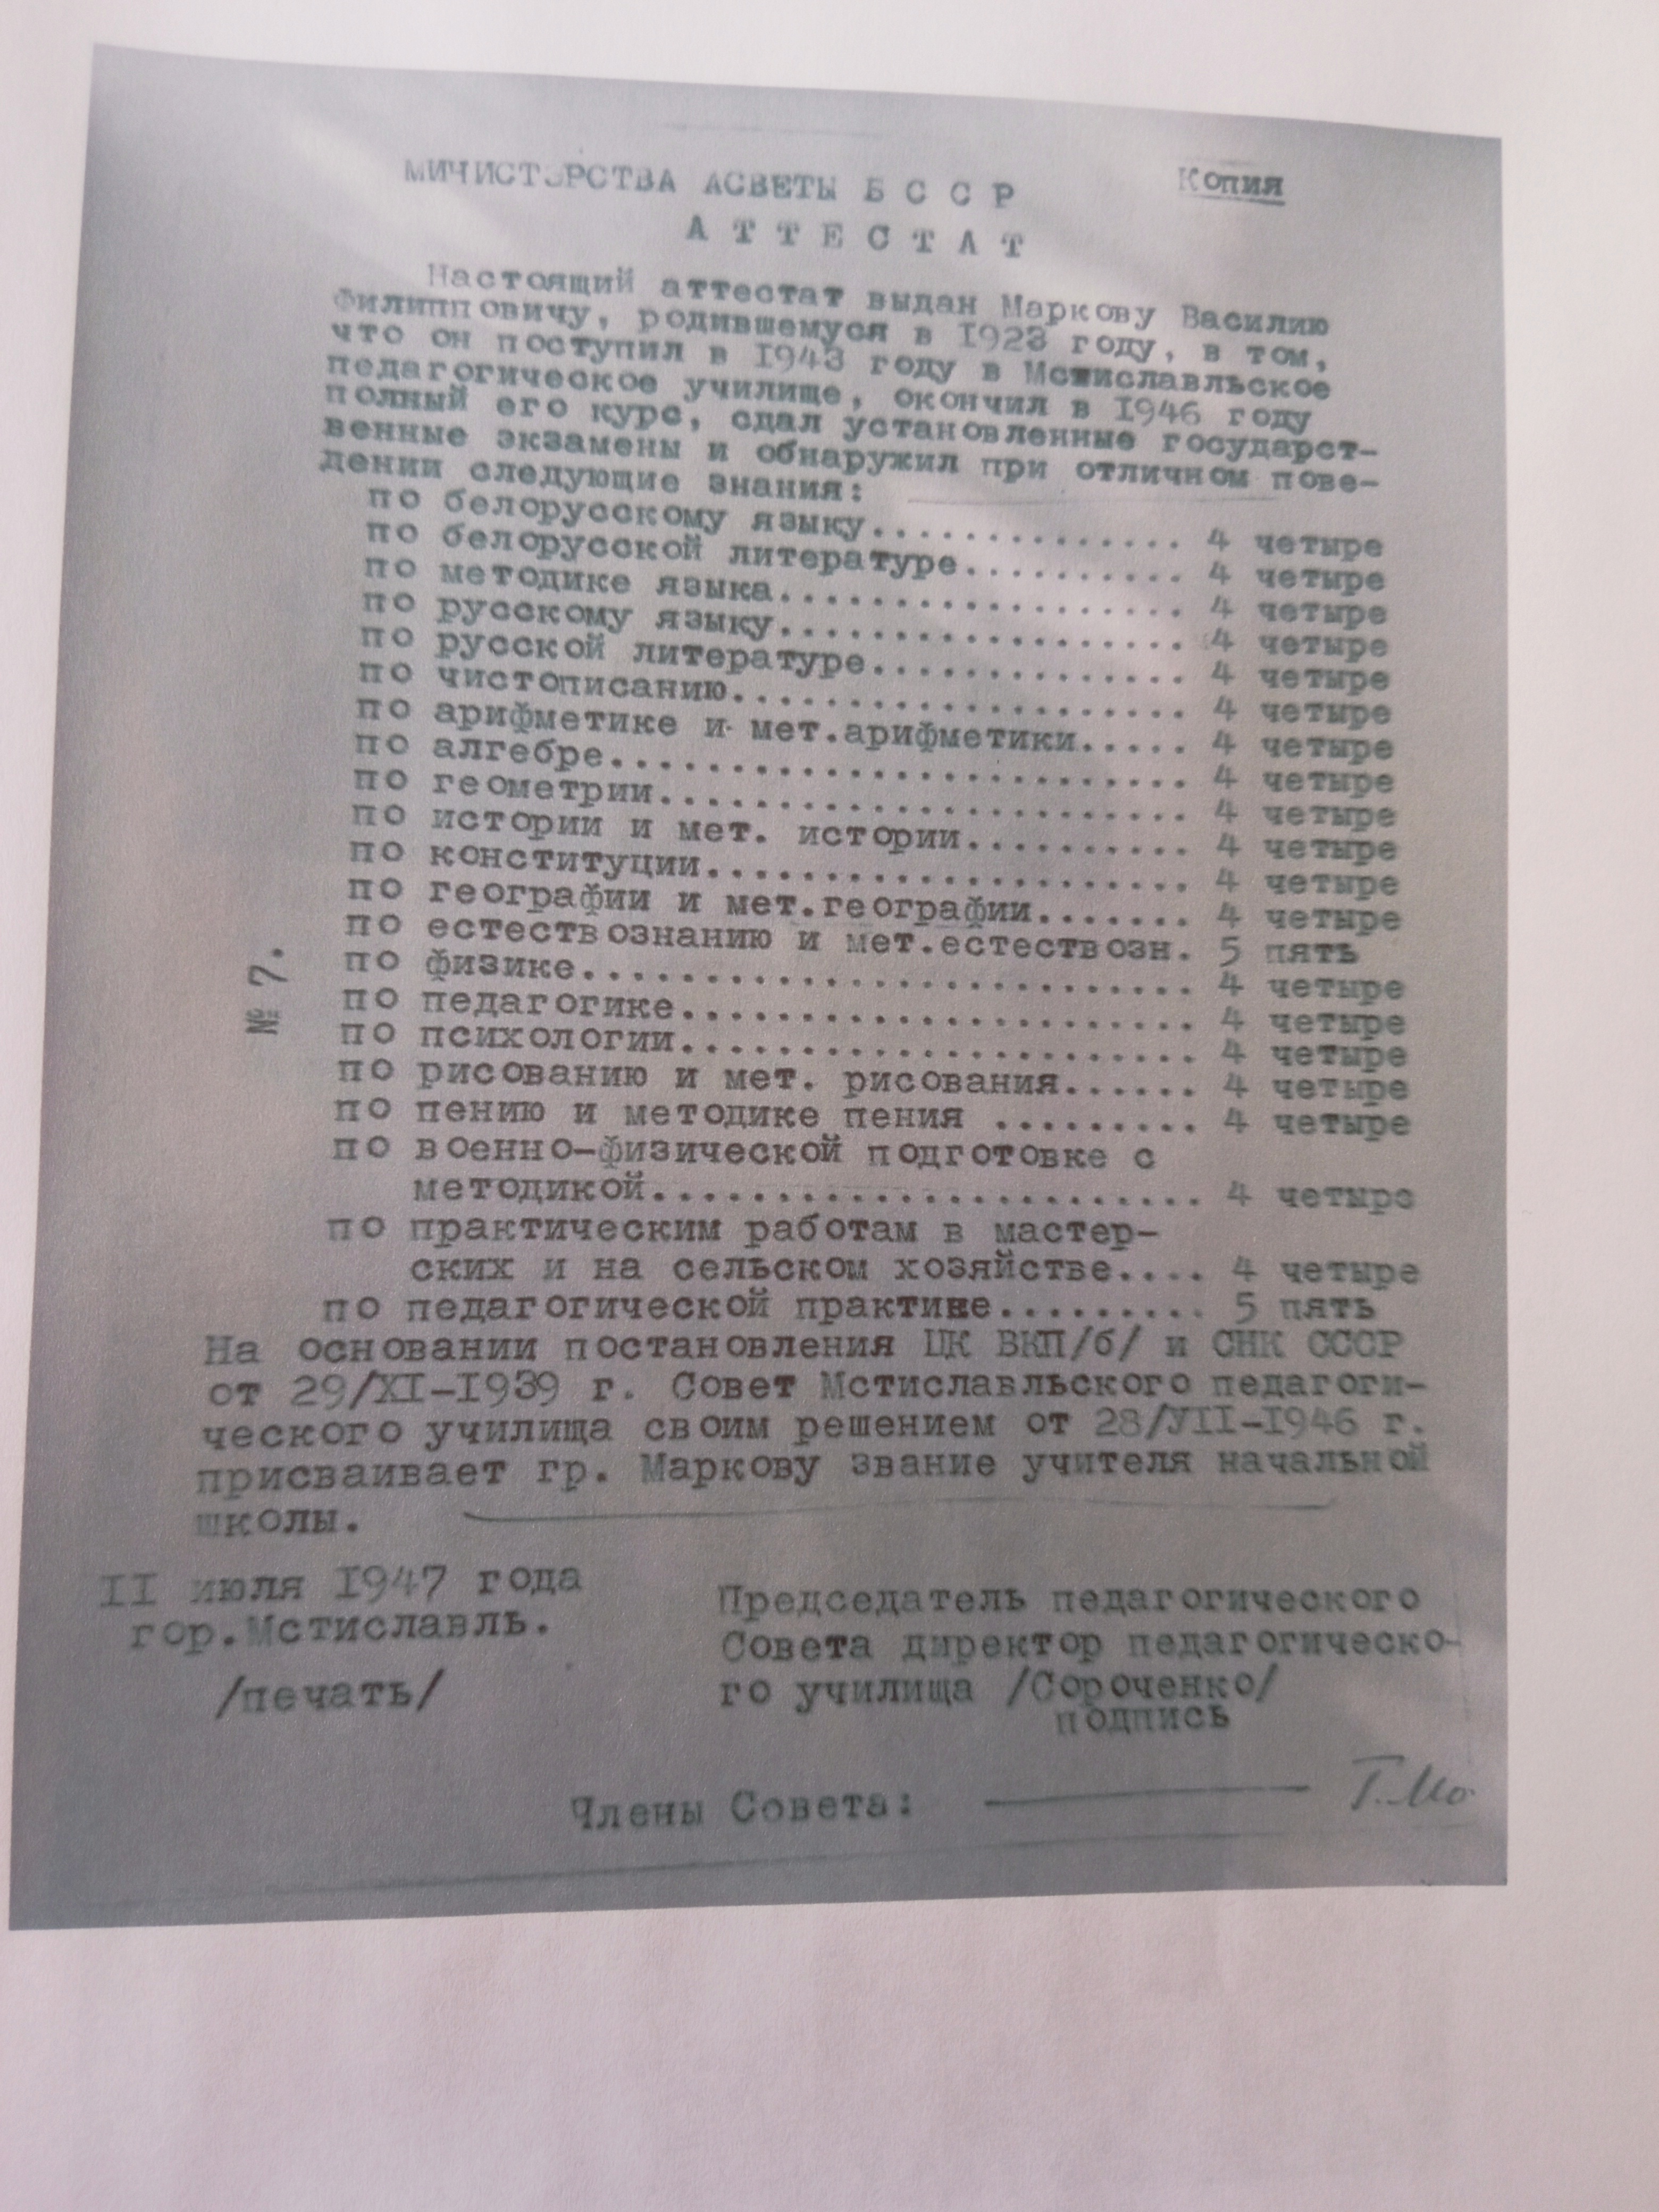 Копия
МИЧИСТЭРСТВА АСВЕТЫ Б С С Р
А Т Т Е С Т А Т
Настоящий аттестат выдан Маркову Василию
Филипповичу, родившемуся в 1923 году, в том,
что он поступил в 1943 году в Мстиславльское
педагогическое училище, окончил в 1946 году
полный его курс, сдал установленные государст-
венные экзамены и обнаружил при отличном пове-
дении следующие знания:
по белорусскому языку.............. 4 четыре
по белорусской литературе.......... 4 четыре
по методике языка.................. 4 четыре
по русскому языку.................. 4 четыре
по русской литературе.............. 4 четыре
по чистописанию.................... 4 четыре
по арифметике и мет.арифметики..... 4 четыре
по алгебре......................... 4 четыре
по геометрии....................... 4 четыре
по истории и мет. истории.......... 4 четыре
по конституции..................... 4 четыре
по географии и мет.географии....... 4 четыре
по естествознанию и мет.естествозн. 5 пять
по физике.......................... 4 четыре
по педагогике...................... 4 четыре
по психологии...................... 4 четыре
по рисованию и мет. рисования...... 4 четыре
по пению и методике пения ......... 4 четыре
по военно-физической подготовке с
методикой....................... 4 четыре
по практическим работам в мастер-
ских и на сельском хозяйстве.... 4 четыре
по педагогической практике......... 5 пять
№ 7.
На основании постановления ЦК ВКП/б/ и СНК СССР
от 29/XI-1939 г. Совет Мстиславльского педагоги-
ческого училища своим решением от 28/УII-1946 г.
присваивает гр. Маркову звание учителя начальной
школы.
II июля 1947 года
гор.Мстиславль.
/печать/
Председатель педагогического
Совета директор педагогическо-
го училища /Сороченко/
подпись
Члены Совета: